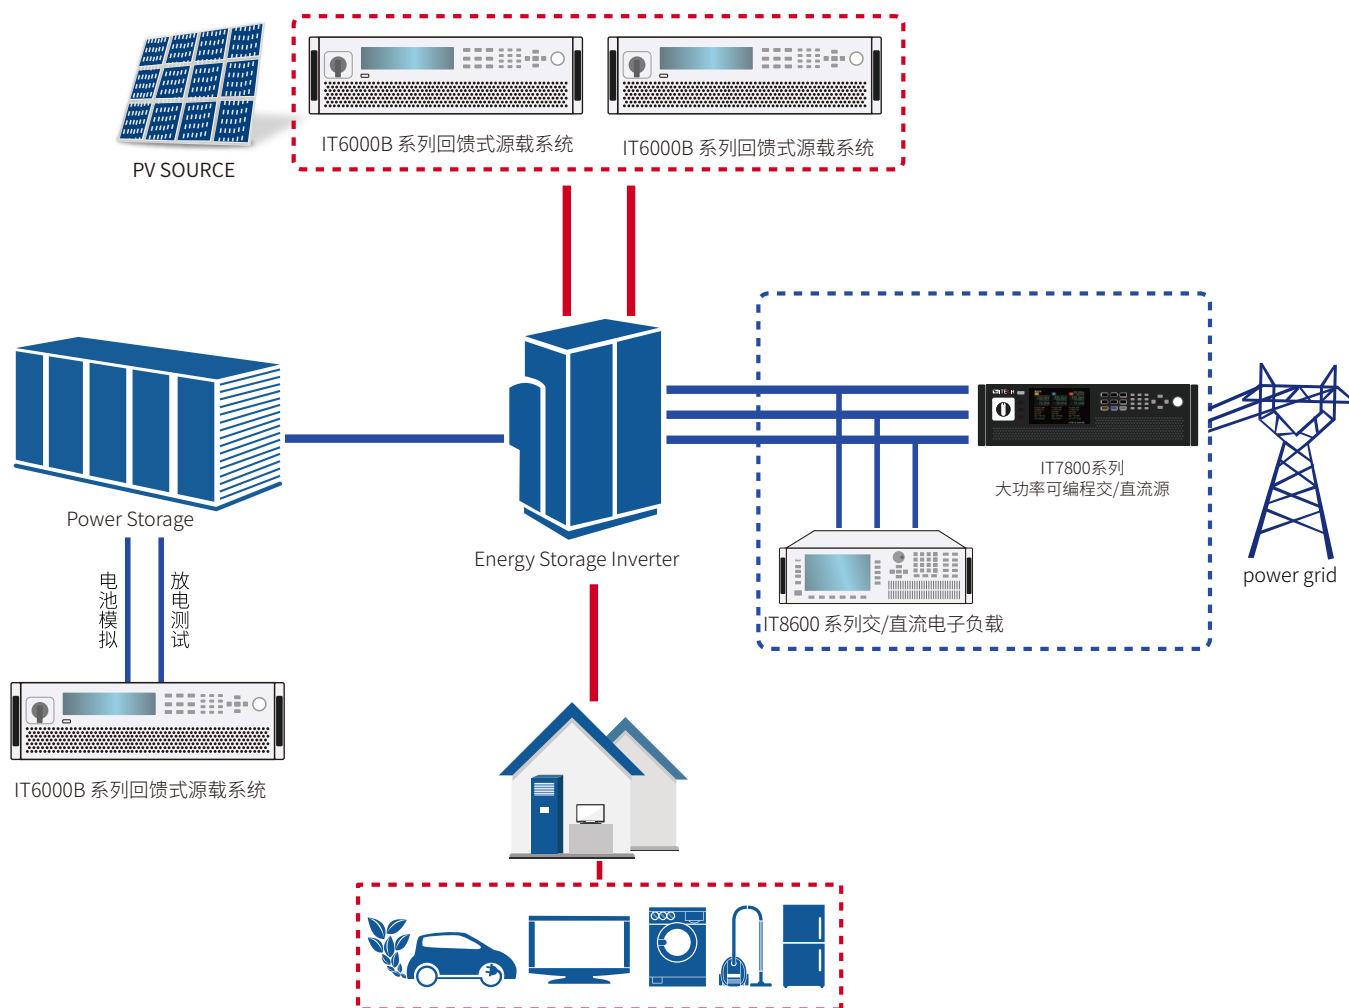 IT6000B 系列回馈式源载系统
IT6000B 系列回馈式源载系统
PV SOURCE
IT7800系列
大功率可编程交/直流源
Power Storage
Energy Storage Inverter
power grid
电池模拟
放电测试
IT8600 系列交/直流电子负载
IT6000B 系列回馈式源载系统